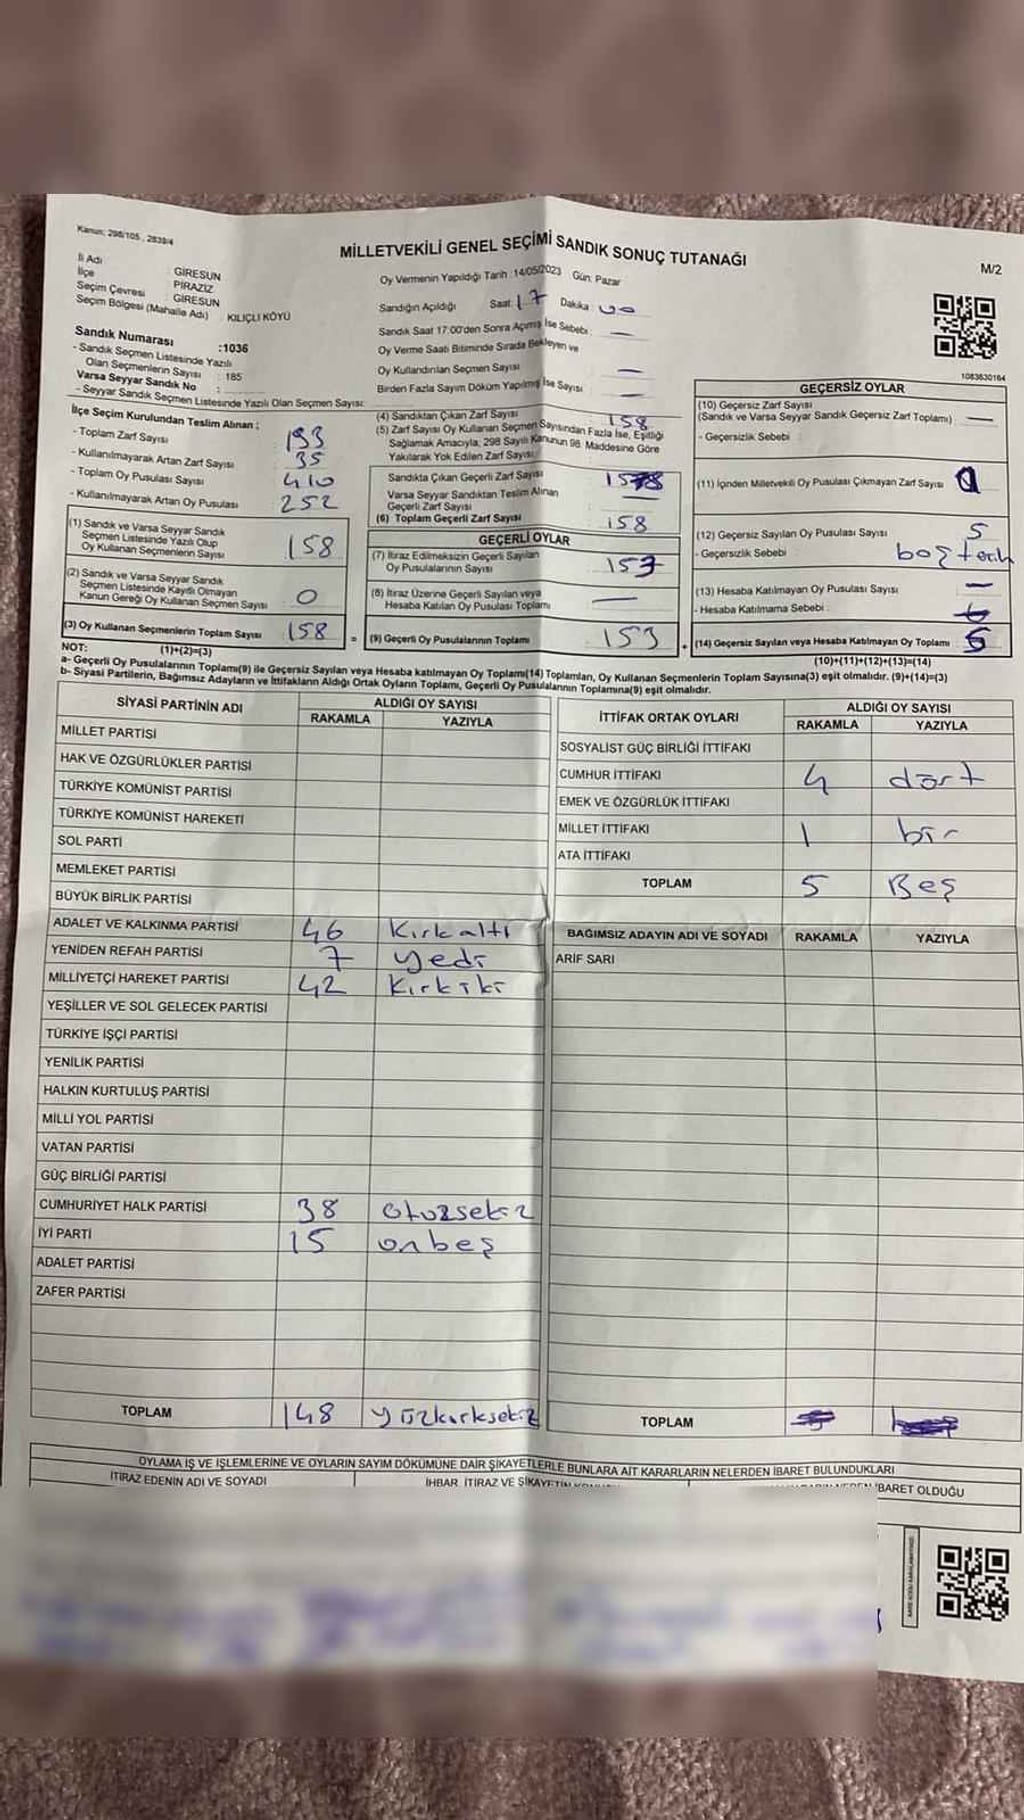 Kanun; 298/105, 2839/4
MİLLETVEKİLİ GENEL SEÇİMİ SANDIK SONUÇ TUTANAĞI
M/2
İl Adı GİRESUN
İlçe PİRAZİZ
Seçim Çevresi GİRESUN
Seçim Bölgesi (Mahalle Adı) KILIÇLI KÖYÜ
Sandık Numarası :1036
- Sandık Seçmen Listesinde Yazılı
Olan Seçmenlerin Sayısı : 185
Varsa Seyyar Sandık No :
- Seyyar Sandık Seçmen Listesinde Yazılı Olan Seçmen Sayısı:
Oy Vermenin Yapıldığı Tarih : 14/05/2023 Gün: Pazar
Sandığın Açıldığı Saat: 17 Dakika 00
Sandık Saat 17:00'den Sonra Açımış İse Sebebi: —
Oy Verme Saati Bitiminde Sırada Bekleyen ve
Oy Kullandırılan Seçmen Sayısı —
Birden Fazla Sayım Döküm Yapılmış İse Sayısı —
1083630164
İlçe Seçim Kurulundan Teslim Alınan ;
- Toplam Zarf Sayısı 193
- Kullanılmayarak Artan Zarf Sayısı 35
- Toplam Oy Pusulası Sayısı 410
- Kullanılmayarak Artan Oy Pusulası 252
(1) Sandık ve Varsa Seyyar Sandık
Seçmen Listesinde Yazılı Olup
Oy Kullanan Seçmenlerin Sayısı 158
(2) Sandık ve Varsa Seyyar Sandık
Seçmen Listesinde Kayıtlı Olmayan
Kanun Gereği Oy Kullanan Seçmen Sayısı 0
(3) Oy Kullanan Seçmenlerin Toplam Sayısı 158
(1)+(2)=(3)
(4) Sandıktan Çıkan Zarf Sayısı 158
(5) Zarf Sayısı Oy Kullanan Seçmen Sayısından Fazla İse, Eşitliği
Sağlamak Amacıyla; 298 Sayılı Kanunun 98. Maddesine Göre
Yakılarak Yok Edilen Zarf Sayısı —
Sandıkta Çıkan Geçerli Zarf Sayısı
Varsa Seyyar Sandıktan Teslim Alınan
Geçerli Zarf Sayısı —
(6) Toplam Geçerli Zarf Sayısı 158
GEÇERLİ OYLAR
(7) İtiraz Edilmeksizin Geçerli Sayılan
Oy Pusulalarının Sayısı 153
(8) İtiraz Üzerine Geçerli Sayılan veya
Hesaba Katılan Oy Pusulası Toplamı —
= (9) Geçerli Oy Pusulalarının Toplamı 153
GEÇERSİZ OYLAR
(10) Geçersiz Zarf Sayısı
(Sandık ve Varsa Seyyar Sandık Geçersiz Zarf Toplamı) —
- Geçersizlik Sebebi :
(11) İçinden Milletvekili Oy Pusulası Çıkmayan Zarf Sayısı
(12) Geçersiz Sayılan Oy Pusulası Sayısı 5
- Geçersizlik Sebebi boş
(13) Hesaba Katılmayan Oy Pusulası Sayısı —
- Hesaba Katılmama Sebebi :
(14) Geçersiz Sayılan veya Hesaba Katılmayan Oy Toplamı 5
(10)+(11)+(12)+(13)=(14)
NOT:
a- Geçerli Oy Pusulalarının Toplamı(9) ile Geçersiz Sayılan veya Hesaba katılmayan Oy Toplamı(14) Toplamları, Oy Kullanan Seçmenlerin Toplam Sayısına(3) eşit olmalıdır. (9)+(14)=(3)
b- Siyasi Partilerin, Bağımsız Adayların ve İttifakların Aldığı Ortak Oyların Toplamı, Geçerli Oy Pusulalarının Toplamına(9) eşit olmalıdır.
SİYASİ PARTİNİN ADI ALDIĞI OY SAYISI
RAKAMLA YAZIYLA
MİLLET PARTİSİ
HAK VE ÖZGÜRLÜKLER PARTİSİ
TÜRKİYE KOMÜNİST PARTİSİ
TÜRKİYE KOMÜNİST HAREKETİ
SOL PARTİ
MEMLEKET PARTİSİ
BÜYÜK BİRLİK PARTİSİ
ADALET VE KALKINMA PARTİSİ 46 Kırkaltı
YENİDEN REFAH PARTİSİ 7 yedi
MİLLİYETÇİ HAREKET PARTİSİ 42 Kırkiki
YEŞİLLER VE SOL GELECEK PARTİSİ
TÜRKİYE İŞÇİ PARTİSİ
YENİLİK PARTİSİ
HALKIN KURTULUŞ PARTİSİ
MİLLİ YOL PARTİSİ
VATAN PARTİSİ
GÜÇ BİRLİĞİ PARTİSİ
CUMHURİYET HALK PARTİSİ 38 otuzsekiz
İYİ PARTİ 15 onbeş
ADALET PARTİSİ
ZAFER PARTİSİ
TOPLAM 148 yüzkırksekiz
İTTİFAK ORTAK OYLARI ALDIĞI OY SAYISI
RAKAMLA YAZIYLA
SOSYALİST GÜÇ BİRLİĞİ İTTİFAKI
CUMHUR İTTİFAKI 4 dört
EMEK VE ÖZGÜRLÜK İTTİFAKI
MİLLET İTTİFAKI 1 bir
ATA İTTİFAKI
TOPLAM 5 Beş
BAĞIMSIZ ADAYIN ADI VE SOYADI RAKAMLA YAZIYLA
ARİF SARI
TOPLAM
OYLAMA İŞ VE İŞLEMLERİNE VE OYLARIN SAYIM DÖKÜMÜNE DAİR ŞİKAYETLERLE BUNLARA AİT KARARLARIN NELERDEN İBARET BULUNDUKLARI
İTİRAZ EDENİN ADI VE SOYADI
İHBAR İTİRAZ VE ŞİKAYETİN
İBARET OLDUĞU